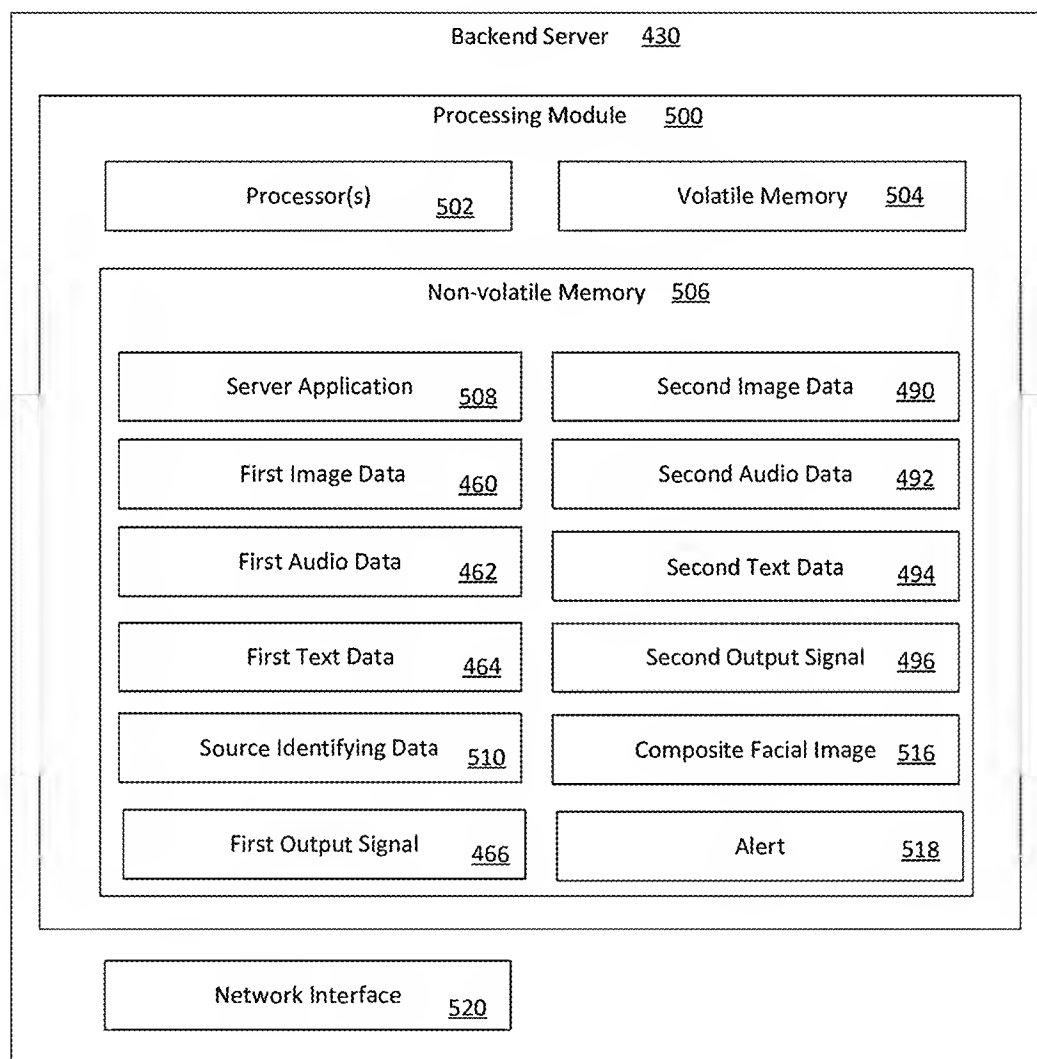 Backend Server 430
Processing Module 500
Processor(s) 502
Volatile Memory 504
Non-volatile Memory 506
Server Application 508
Second Image Data 490
First Image Data 460
Second Audio Data 492
First Audio Data 462
Second Text Data 494
First Text Data 464
Second Output Signal 496
Source Identifying Data 510
Composite Facial Image 516
First Output Signal 466
Alert 518
Network Interface 520